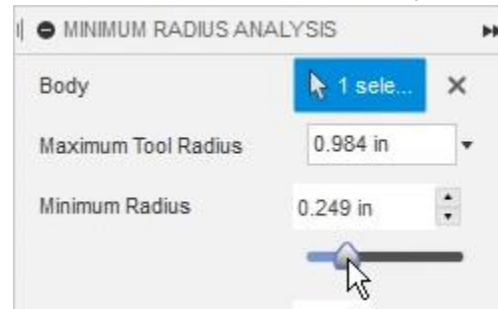 MINIMUM RADIUS ANALYSIS
Body 1 sele...
Maximum Tool Radius 0.984 in
Minimum Radius 0.249 in